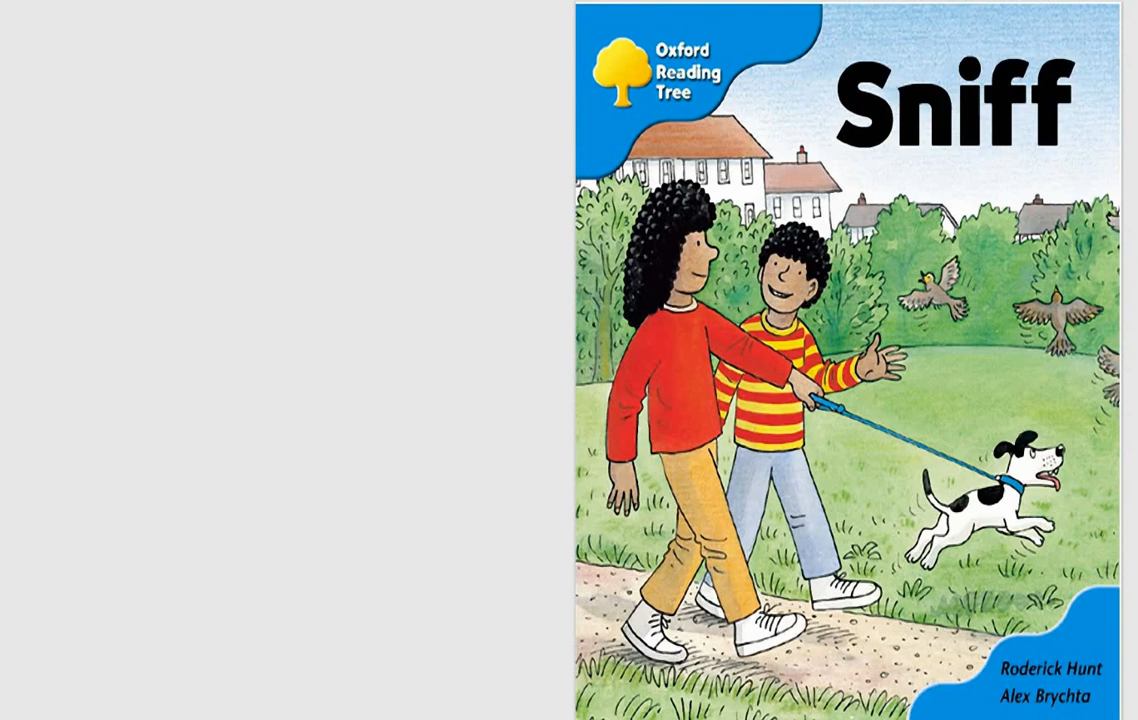 Oxford
Reading
Tree
Sniff
Roderick Hunt
Alex Brychta